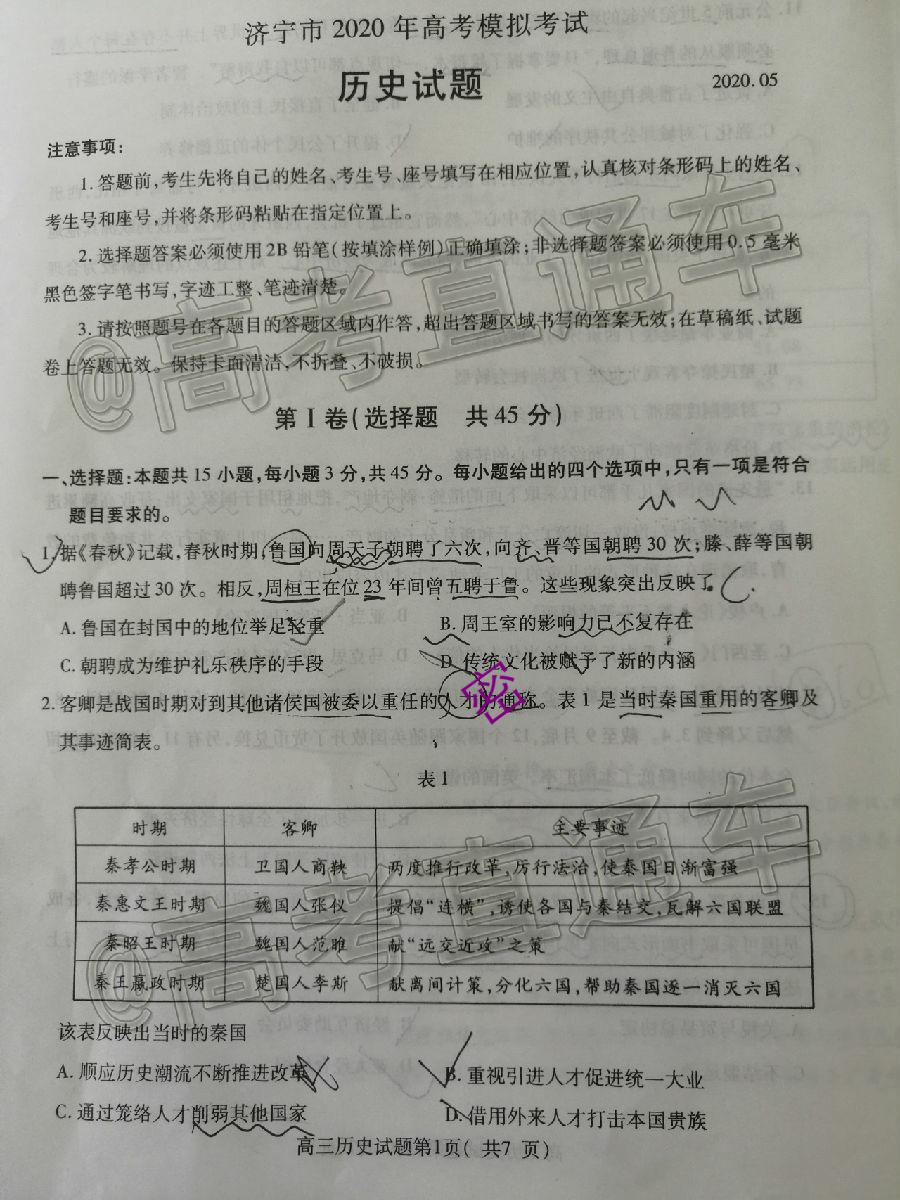 济宁市2020年高考模拟考试
历史试题
2020.05
注意事项：
1.答题前,考生先将自己的姓名、考生号、座号填写在相应位置,认真核对条形码上的姓名、
考生号和座号,并将条形码粘贴在指定位置上。
2.选择题答案必须使用2B铅笔(按填涂样例)正确填涂;非选择题答案必须使用0.5毫米
黑色签字笔书写,字迹工整、笔迹清楚。
3.请按照题号在各题目的答题区域内作答,超出答题区域书写的答案无效;在草稿纸、试题
卷上答题无效。保持卡面清洁,不折叠、不破损。
@高考直通车
第Ⅰ卷(选择题 共45分)
一、选择题:本题共15小题,每小题3分,共45分。每小题给出的四个选项中,只有一项是符合
题目要求的。
1.据《春秋》记载,春秋时期,鲁国向周天子朝聘了六次,向齐、晋等国朝聘30次;滕、薛等国朝
聘鲁国超过30次。相反,周桓王在位23年间曾五聘于鲁。这些现象突出反映了
A.鲁国在封国中的地位举足轻重 B.周王室的影响力已不复存在
C.朝聘成为维护礼乐秩序的手段 D.传统文化被赋予了新的内涵
2.客卿是战国时期对到其他诸侯国被委以重任的人才的通称。表1是当时秦国重用的客卿及
其事迹简表。
表1
时期 客卿 主要事迹
秦孝公时期 卫国人商鞅 两度推行改革,厉行法治,使秦国日渐富强
秦惠文王时期 魏国人张仪 提倡“连横”,诱使各国与秦结交,瓦解六国联盟
秦昭王时期 魏国人范雎 献“远交近攻”之策
秦王嬴政时期 楚国人李斯 献离间计策,分化六国,帮助秦国逐一消灭六国
@高考直通车
该表反映出当时的秦国
A.顺应历史潮流不断推进改革 B.重视引进人才促进统一大业
C.通过笼络人才削弱其他国家 D.借用外来人才打击本国贵族
高三历史试题第1页( 共7 页)